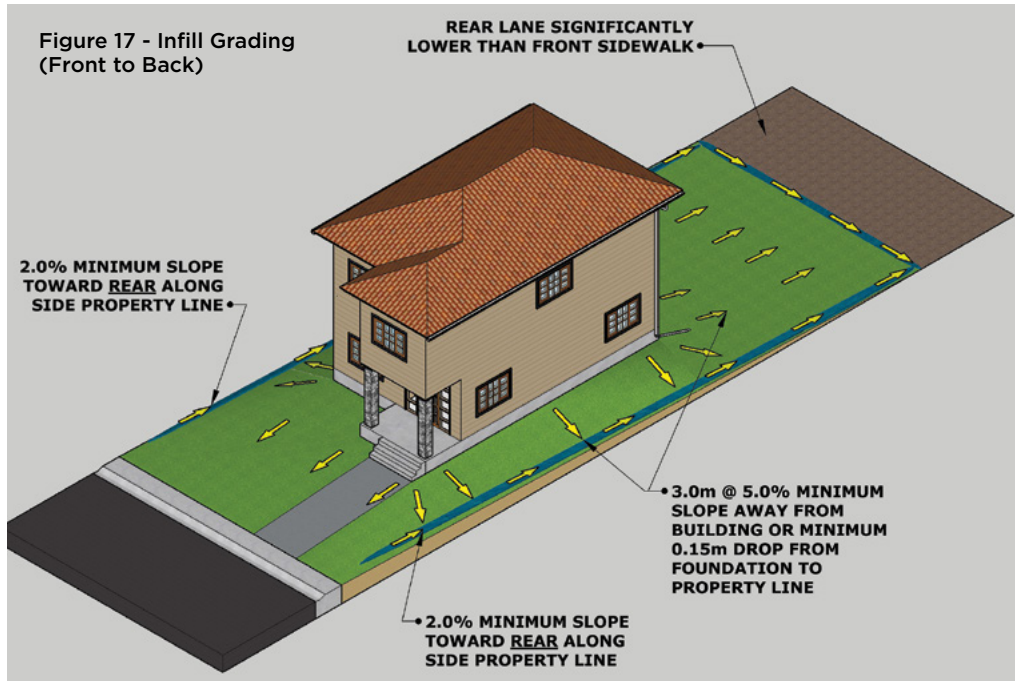 Figure 17 - Infill Grading
(Front to Back)
REAR LANE SIGNIFICANTLY
LOWER THAN FRONT SIDEWALK
2.0% MINIMUM SLOPE
TOWARD REAR ALONG
SIDE PROPERTY LINE
3.0m @ 5.0% MINIMUM
SLOPE AWAY FROM
BUILDING OR MINIMUM
0.15m DROP FROM
FOUNDATION TO
PROPERTY LINE
2.0% MINIMUM SLOPE
TOWARD REAR ALONG
SIDE PROPERTY LINE